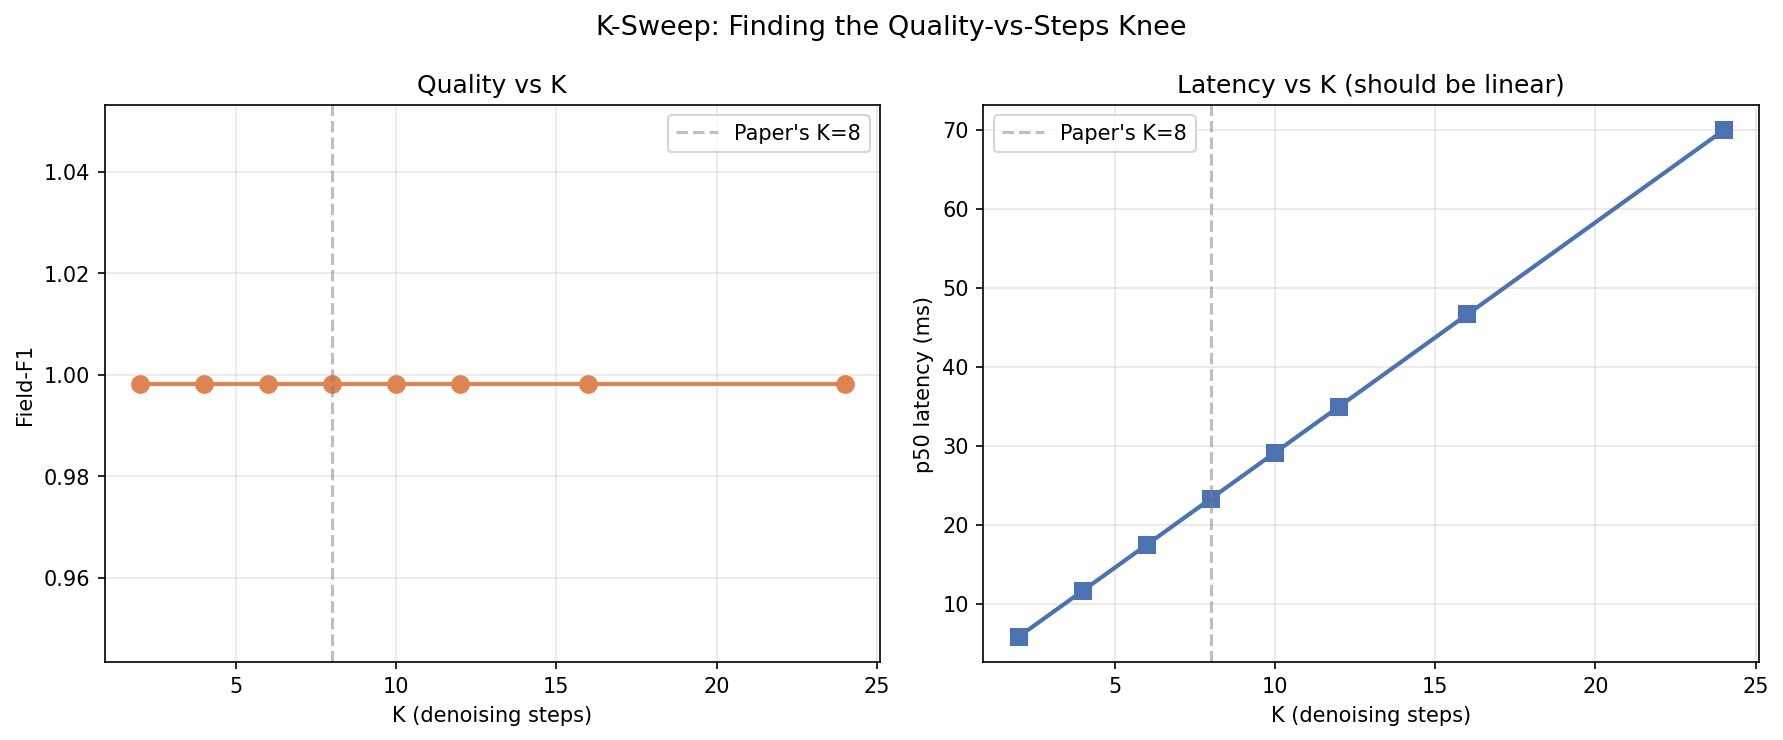 K-Sweep: Finding the Quality-vs-Steps Knee
Quality vs K
Paper's K=8
1.04
1.02
1.00
0.98
0.96
Field-F1
5 10 15 20 25
K (denoising steps)
Latency vs K (should be linear)
Paper's K=8
70
60
50
40
30
20
10
p50 latency (ms)
5 10 15 20 25
K (denoising steps)